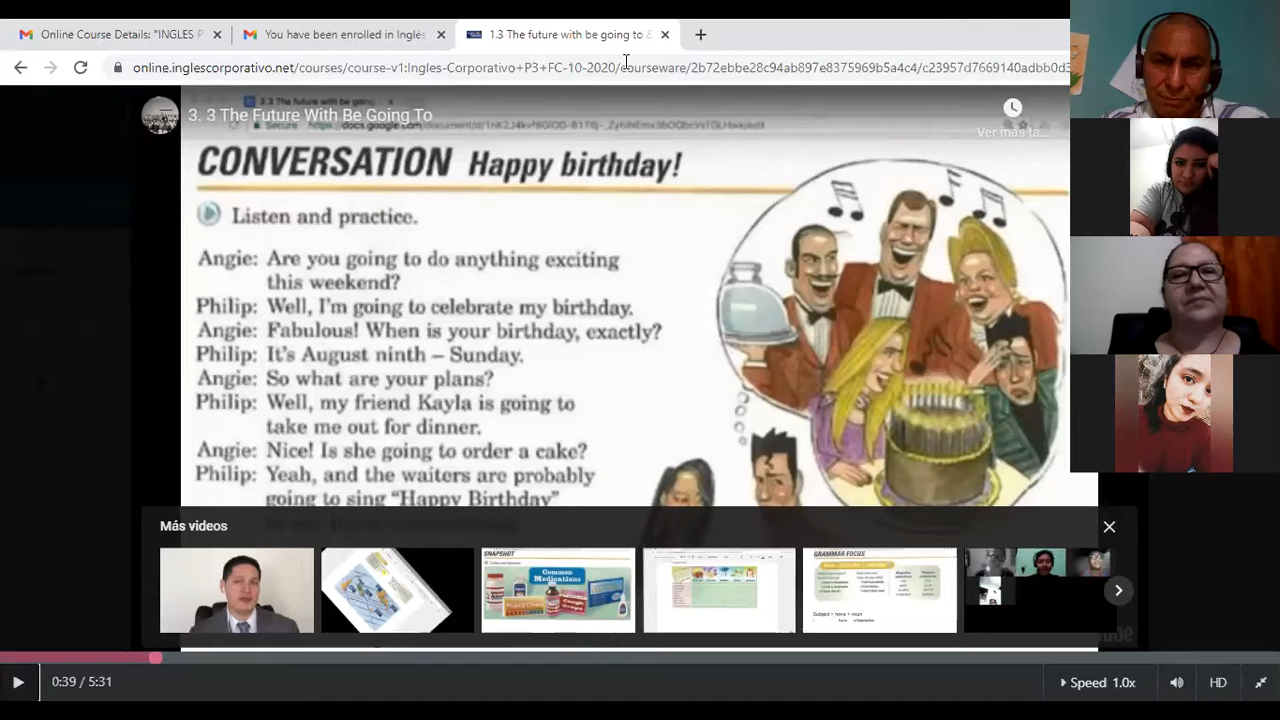 Online Course Details: "INGLES P
You have been enrolled in Inglés
1.3 The future with be going to &
online.inglescorporativo.net/courses/course-v1:Ingles-Corporativo+P3+FC-10-2020/courseware/2b72ebbe28c94ab897e8375969b5a4c4/c23957d7669140adbb0d3
3. 3 The Future With Be Going To
Ver más ta...
CONVERSATION Happy birthday!
Listen and practice.
Angie: Are you going to do anything exciting
this weekend?
Philip: Well, I'm going to celebrate my birthday.
Angie: Fabulous! When is your birthday, exactly?
Philip: It's August ninth – Sunday.
Angie: So what are your plans?
Philip: Well, my friend Kayla is going to
take me out for dinner.
Angie: Nice! Is she going to order a cake?
Philip: Yeah, and the waiters are probably
going to sing "Happy Birthday"
Más videos
SNAPSHOT
Common
Medications
GRAMMAR FOCUS
Subject + have + noun
0:39 / 5:31
Speed 1.0x
HD